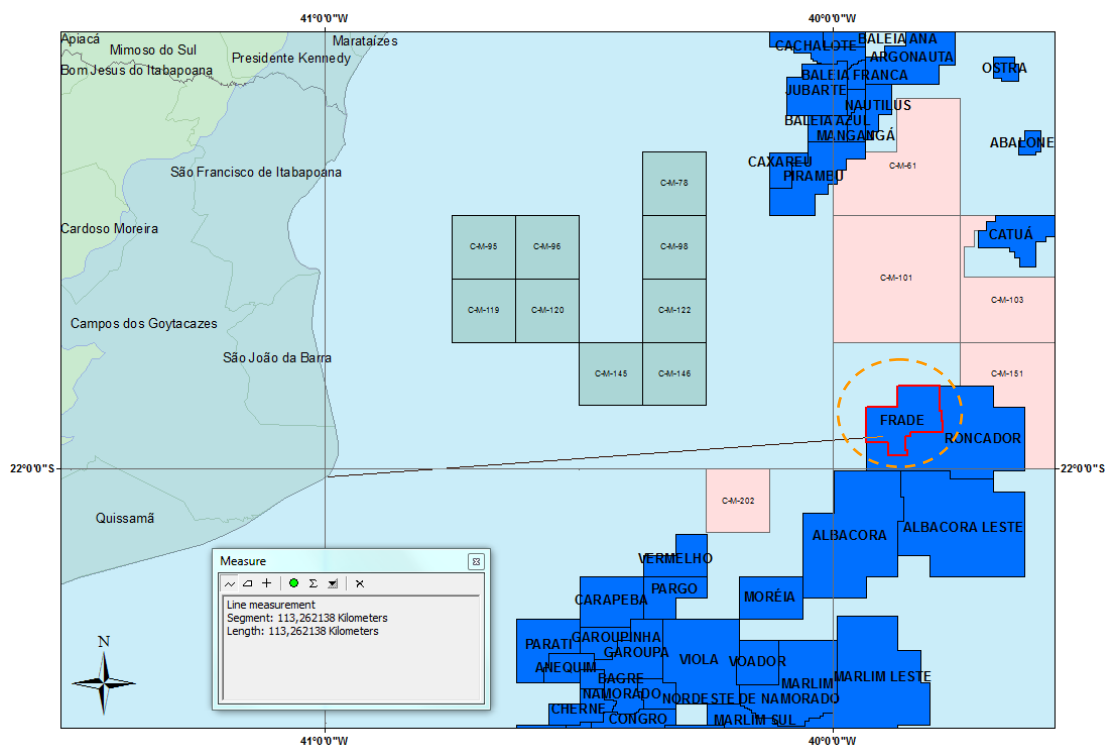 41°0'0"W
40°0'0"W
Apiacá
Mimoso do Sul
Marataízes
Presidente Kennedy
Bom Jesus do Itabapoana
São Francisco de Itabapoana
Cardoso Moreira
Campos dos Goytacazes
São João da Barra
Quissamã
CACHALOTE
BALEIA ANA
ARGONAUTA
BALEIA FRANCA
JUBARTE
NAUTILUS
BALEIA AZUL
MANGANGÁ
CAXAREU
PIRAMBU
OSTRA
ABALONE
CATUÁ
C-M-61
C-M-78
C-M-95
C-M-96
C-M-98
C-M-101
C-M-103
C-M-119
C-M-120
C-M-122
C-M-145
C-M-146
C-M-151
FRADE
RONCADOR
22°0'0"S
22°0'0"S
C-M-202
ALBACORA
ALBACORA LESTE
VERMELHO
PARGO
CARAPEBA
MORÉIA
PARATI
GAROUPINHA
GAROUPA
ANEQUIM
BAGRE
NAMORADO
VIOLA
VOADOR
MARLIM
MARLIM LESTE
NORDESTE DE NAMORADO
CHERNE
CONGRO
MARLIM SUL
Measure
Line measurement
Segment: 113,262138 Kilometers
Length: 113,262138 Kilometers
N
41°0'0"W
40°0'0"W